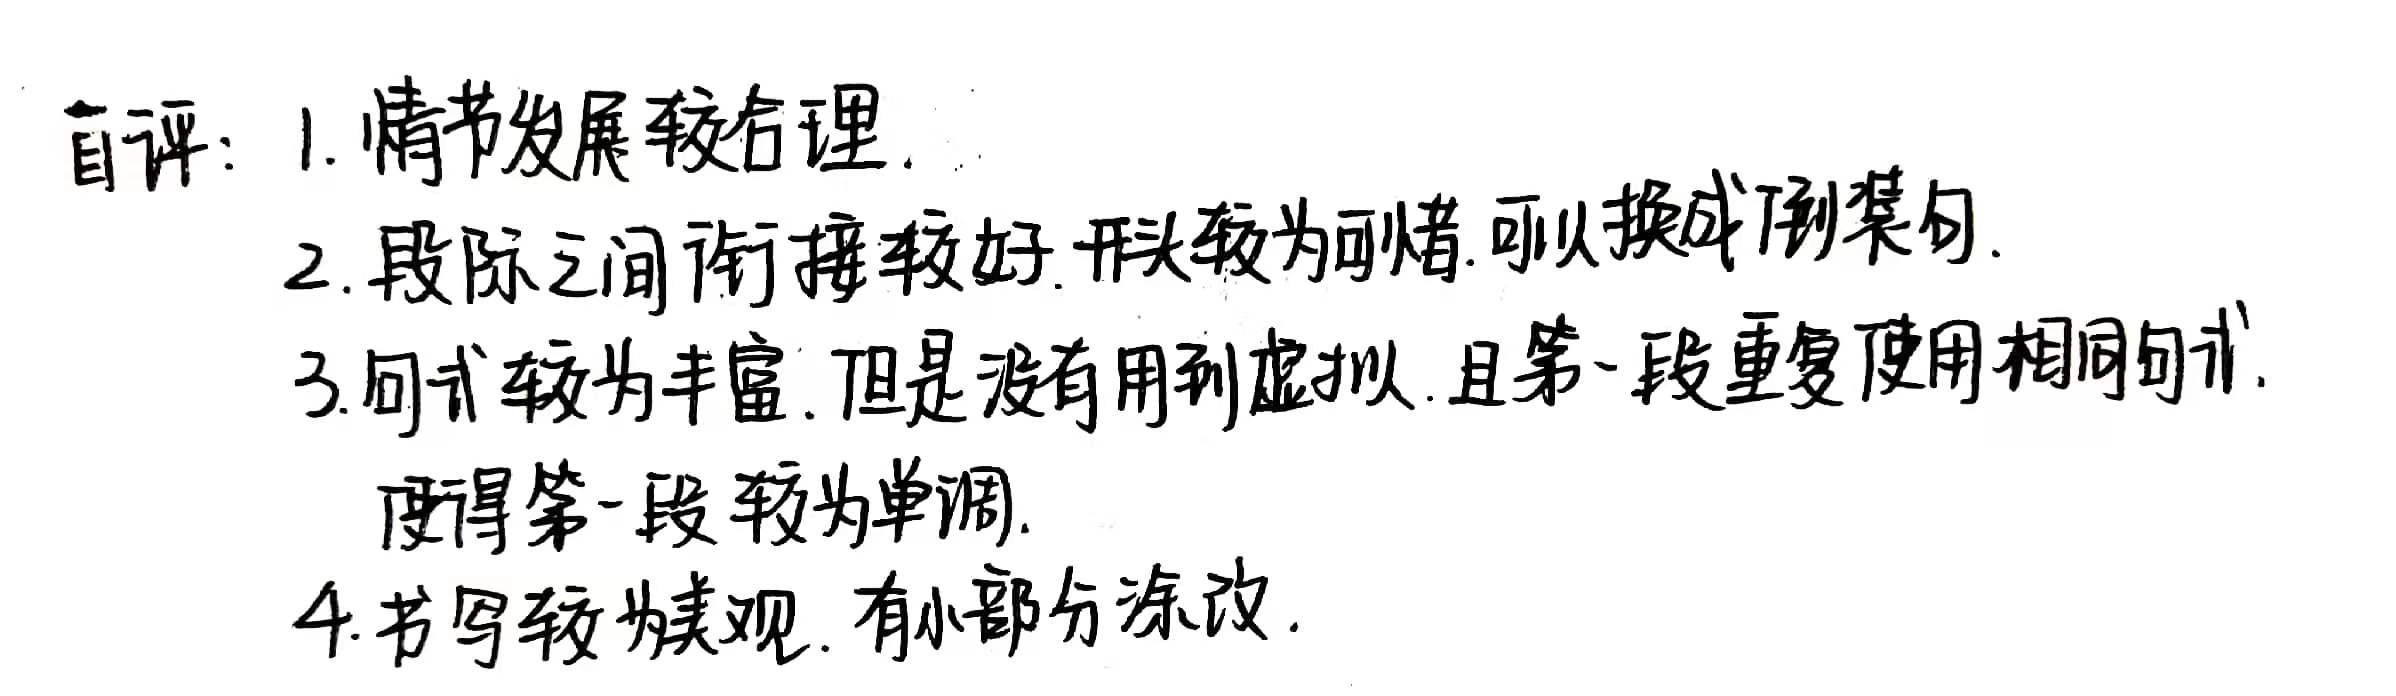 自评: 1. 情节发展较合理.
2. 段际之间衔接较好. 开头较为可惜. 可以换成倒装句.
3. 句式较为丰富. 但是没有用到虚拟. 且第一段重复使用相同句式.
使得第一段较为单调.
4. 书写较为美观. 有小部分涂改.